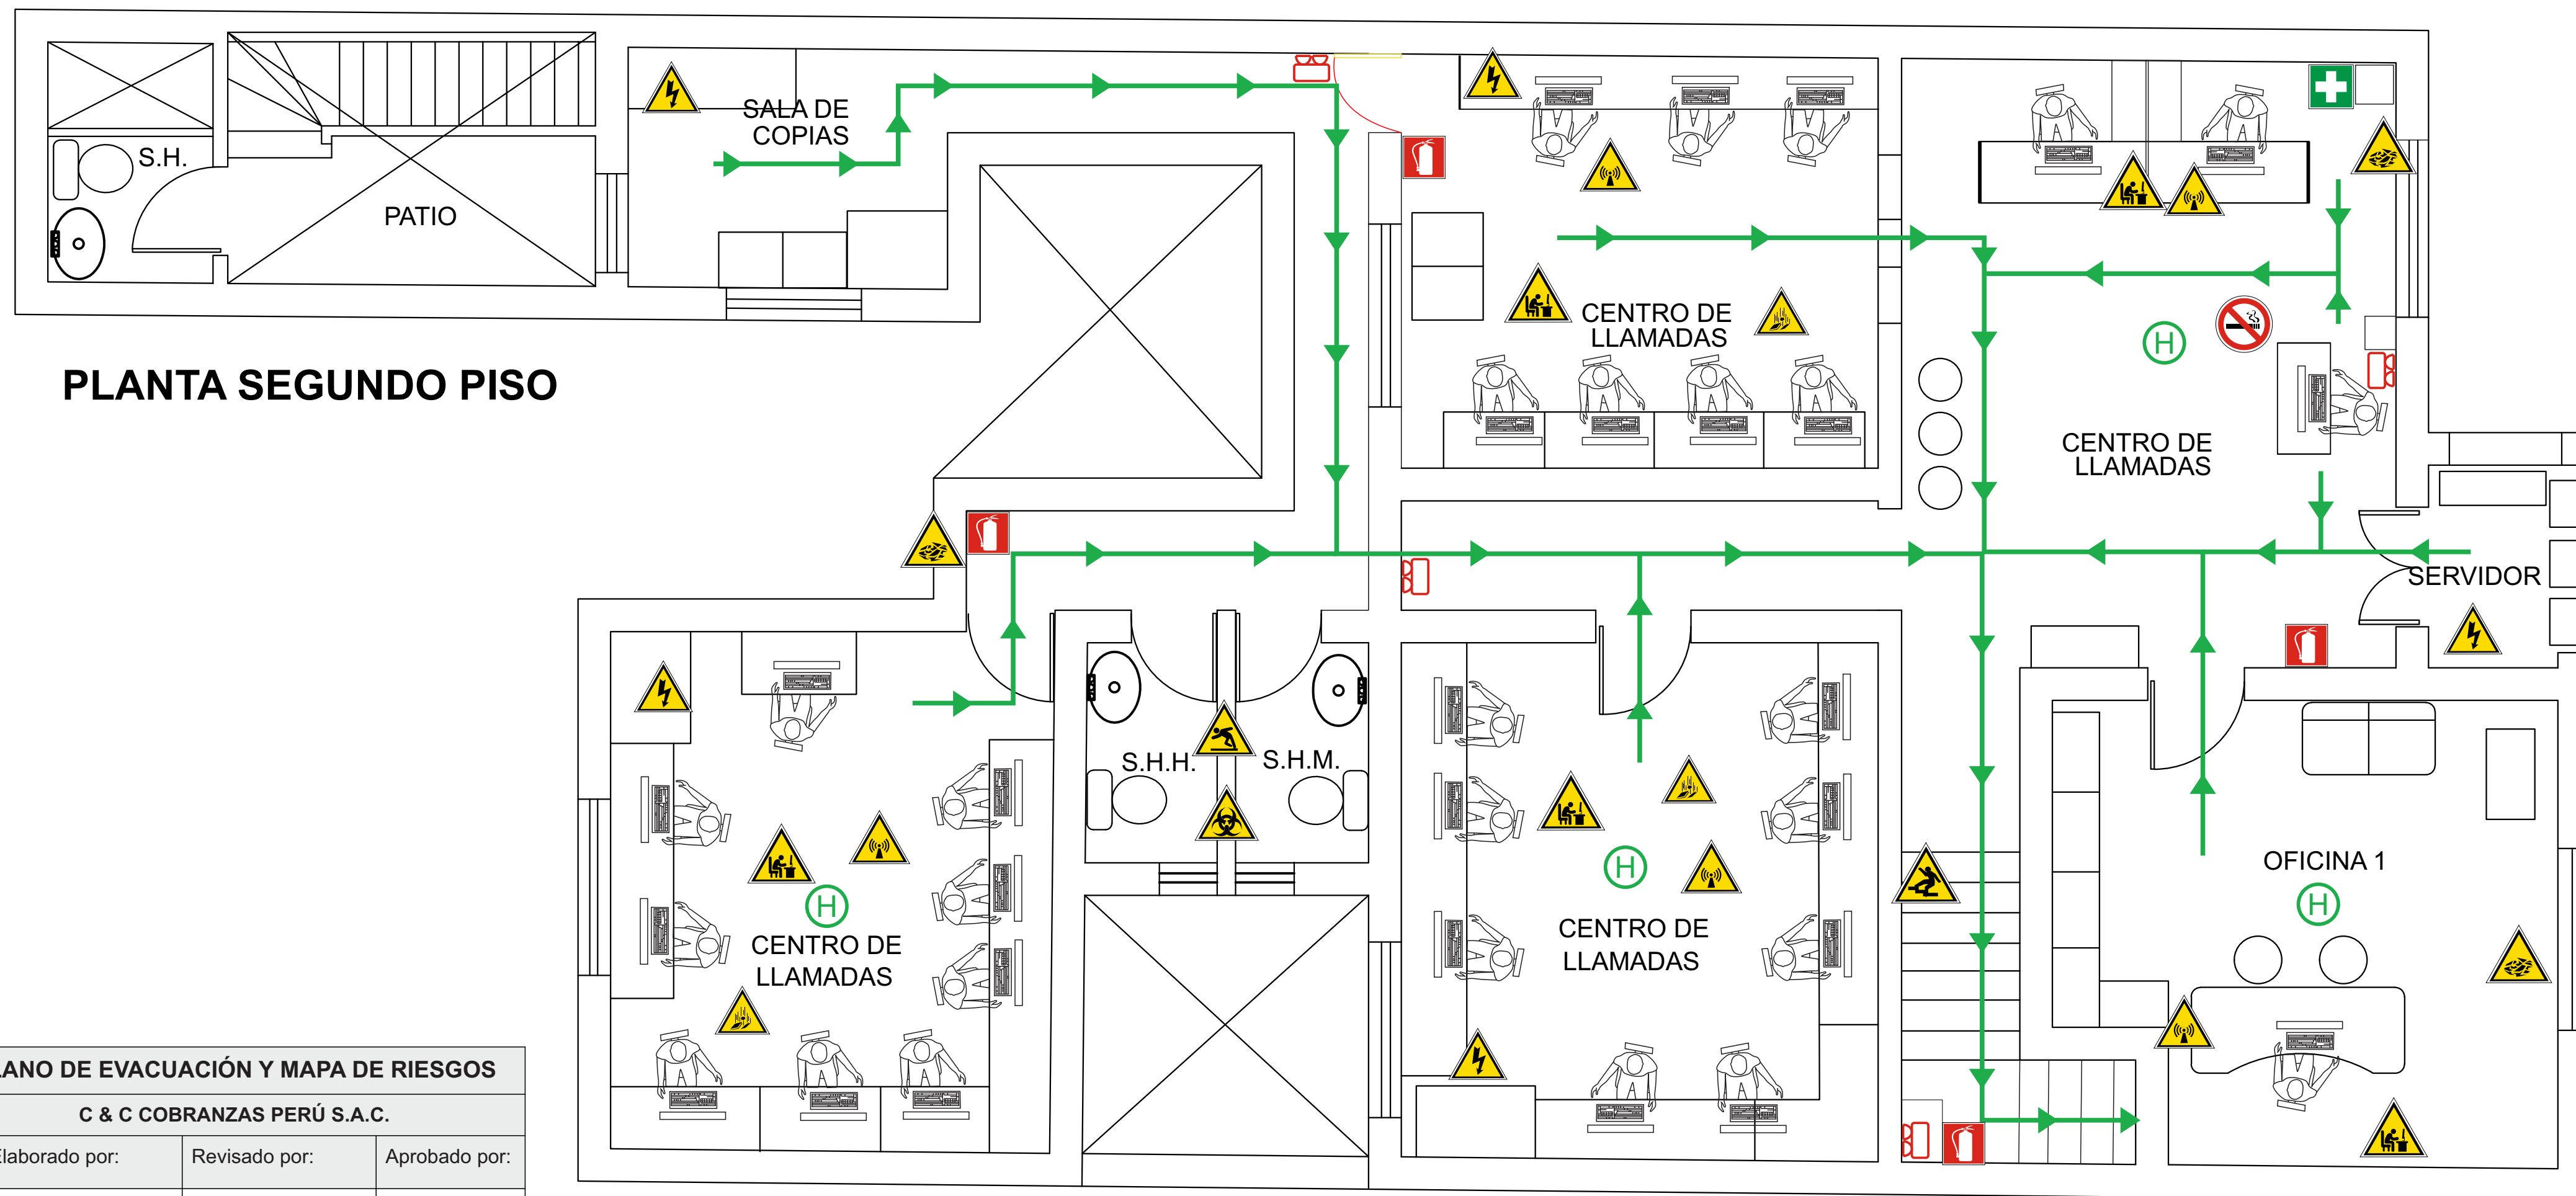 S.H.
PATIO
SALA DE
COPIAS
PLANTA SEGUNDO PISO
CENTRO DE
LLAMADAS
H
CENTRO DE
LLAMADAS
SERVIDOR
S.H.H.
S.H.M.
H
CENTRO DE
LLAMADAS
H
CENTRO DE
LLAMADAS
OFICINA 1
H
LANO DE EVACUACIÓN Y MAPA DE RIESGOS
C & C COBRANZAS PERÚ S.A.C.
laborado por:
Revisado por:
Aprobado por: